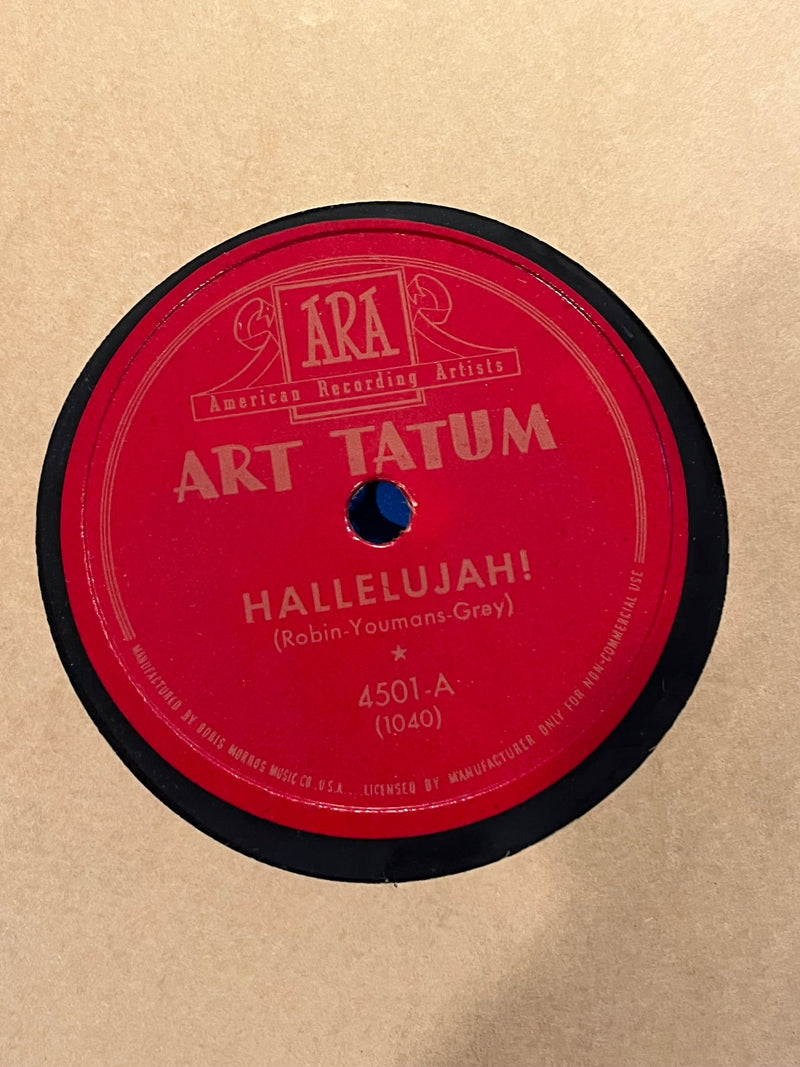 ARA
American Recording Artists
ART TATUM
HALLELUJAH!
(Robin-Youmans-Grey)
★
4501-A
(1040)
MANUFACTURED BY BORIS MORROS MUSIC CO. U.S.A. ... LICENSED BY MANUFACTURER ONLY FOR NON-COMMERCIAL USE